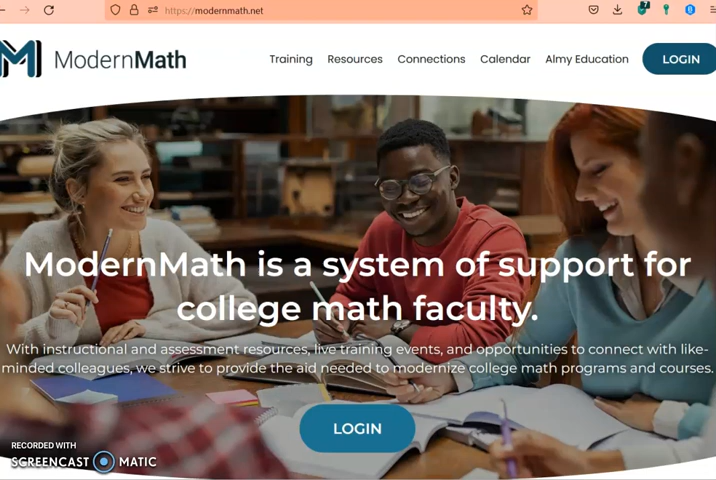 https://modernmath.net
7
ModernMath
Training Resources Connections Calendar Almy Education LOGIN
ModernMath is a system of support for
college math faculty.
With instructional and assessment resources, live training events, and opportunities to connect with like-
minded colleagues, we strive to provide the aid needed to modernize college math programs and courses.
LOGIN
RECORDED WITH
SCREENCAST MATIC